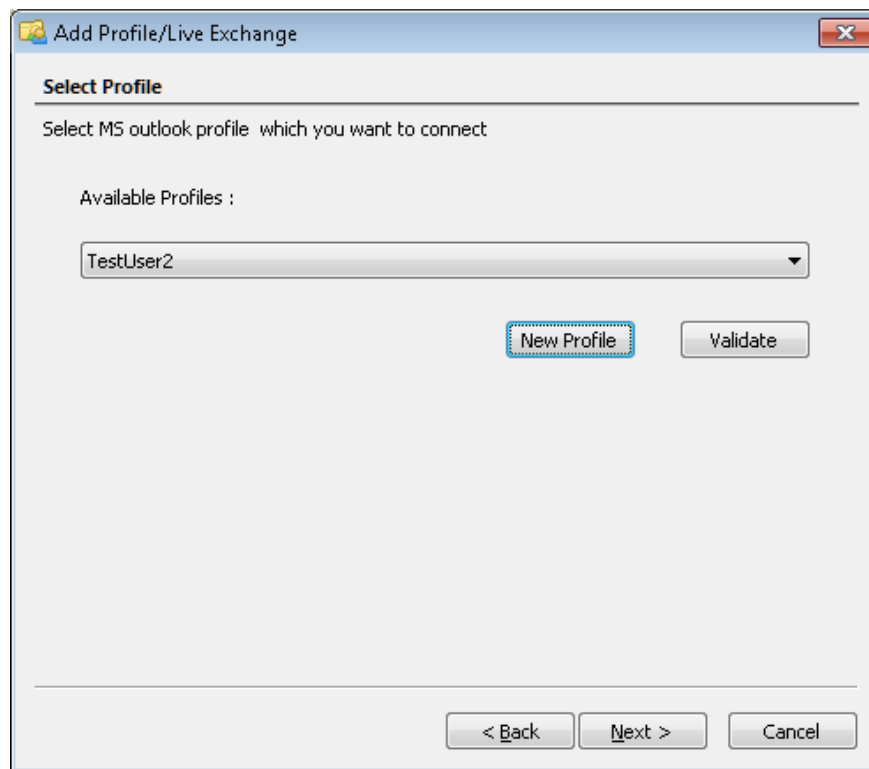 Add Profile/Live Exchange
Select Profile
Select MS outlook profile which you want to connect
Available Profiles :
TestUser2
New Profile Validate
< Back Next > Cancel